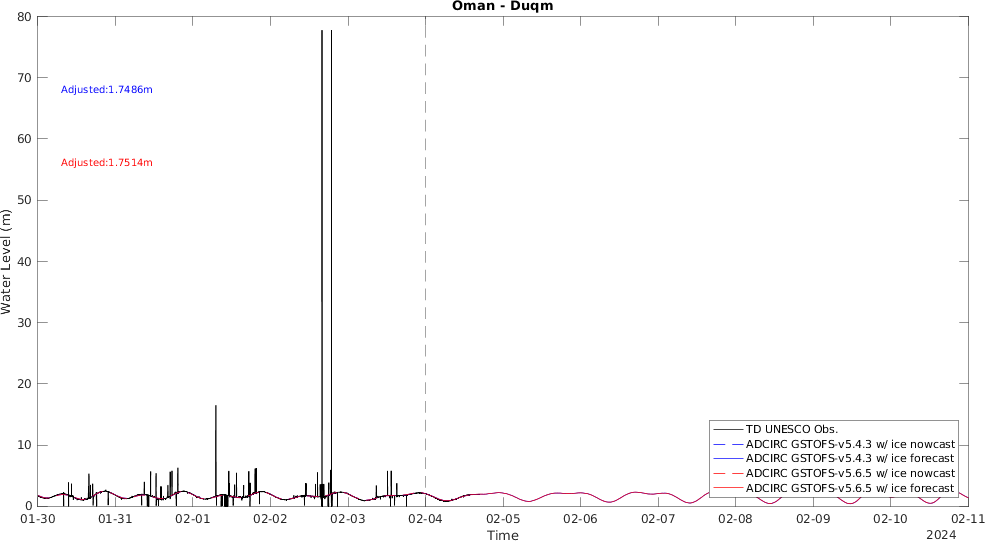 Oman - Duqm
80
70
60
50
40
30
20
10
0
Water Level (m)
Adjusted:1.7486m
Adjusted:1.7514m
TD UNESCO Obs.
ADCIRC GSTOFS-v5.4.3 w/ ice nowcast
ADCIRC GSTOFS-v5.4.3 w/ ice forecast
ADCIRC GSTOFS-v5.6.5 w/ ice nowcast
ADCIRC GSTOFS-v5.6.5 w/ ice forecast
01-30 01-31 02-01 02-02 02-03 02-04 02-05 02-06 02-07 02-08 02-09 02-10 02-11
Time
2024